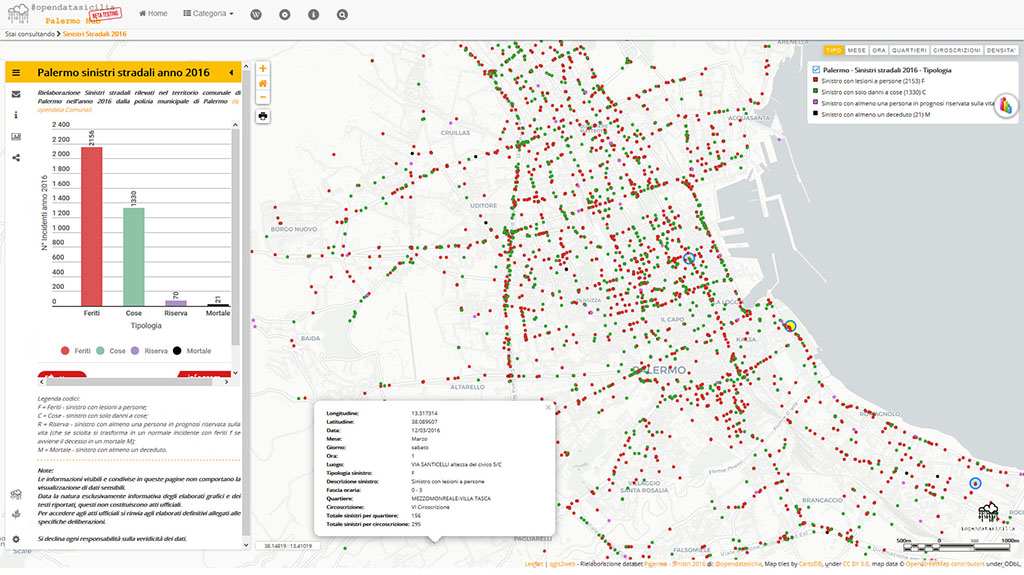 #opendatasicilia
Palermo Hub
BETA TESTING
Home
Categoria
Stai consultando > Sinistri Stradali 2016
TIPO MESE ORA QUARTIERI CIROSCRIZIONI DENSITA'
Palermo sinistri stradali anno 2016
Rielaborazione Sinistri stradali rilevati nel territorio comunale di
Palermo nell'anno 2016 dalla polizia municipale di Palermo da
opendata Comunali
2 400
2 200
2 000
1 800
1 600
1 400
1 200
1 000
800
600
400
200
0
N° Incidenti anno 2016
2156
1330
70
21
Feriti Cose Riserva Mortale
Tipologia
Feriti Cose Riserva Mortale
Legenda codici:
F = Feriti - sinistro con lesioni a persone;
C = Cose - sinistro con solo danni a cose;
R = Riserva - sinistro con almeno una persona in prognosi riservata sulla
vita (che se sciolta si trasforma in un normale incidente con feriti f se
avviene il decesso in un mortale M);
M = Mortale - sinistro con almeno un deceduto.
Note:
Le informazioni visibili e condivise in queste pagine non comportano la
visualizzazione di dati sensibili.
Data la natura esclusivamente informativa degli elaborati grafici e dei
testi riportati, questi non costituiscono atti ufficiali.
Per accedere agli atti ufficiali si rinvia agli elaborati definitivi allegati alle
specifiche deliberazioni.
Si declina ogni responsabilità sulla veridicità dei dati.
Scale
Palermo - Sinistri stradali 2016 - Tipologia
Sinistro con lesioni a persone (2153) F
Sinistro con solo danni a cose (1330) C
Sinistro con almeno una persona in prognosi riservata sulla vita
Sinistro con almeno un deceduto (21) M
ARENELLA
ACQUASANTA
CRUILLAS
UDITORE
BORGO NUOVO
LA LOGGIA
IL CAPO
KALSA
BAIDA
PALERMO
ALTARELLO
VILLAGGIO
SANTA ROSALIA
BRANCACCIO
PAGLIARELLI
FALSOMIELE
Longitudine: 13.317314
Latitudine: 38.089507
Data: 12/03/2016
Mese: Marzo
Giorno: sabato
Ora: 1
Luogo: VIA SANTICELLI altezza del civico S/C
Tipologia sinistro: F
Descrizione sinistro: Sinistro con lesioni a persone
Fascia oraria: 0 - 3
Quartiere: MEZZOMONREALE-VILLA TASCA
Circoscrizione: VI Circoscrizione
Totale sinistri per quartiere: 156
Totale sinistri per circoscrizione: 295
38.14819 : 13.41019
#opendatasicilia
500m 0 500 1000m
Leaflet | qgis2web - Rielaborazione dataset Palermo - Sinistri 2016 di: @opendatasicilia, Map tiles by CartoDB, under CC BY 3.0. map data © OpenStreetMap contributors under ODbL,